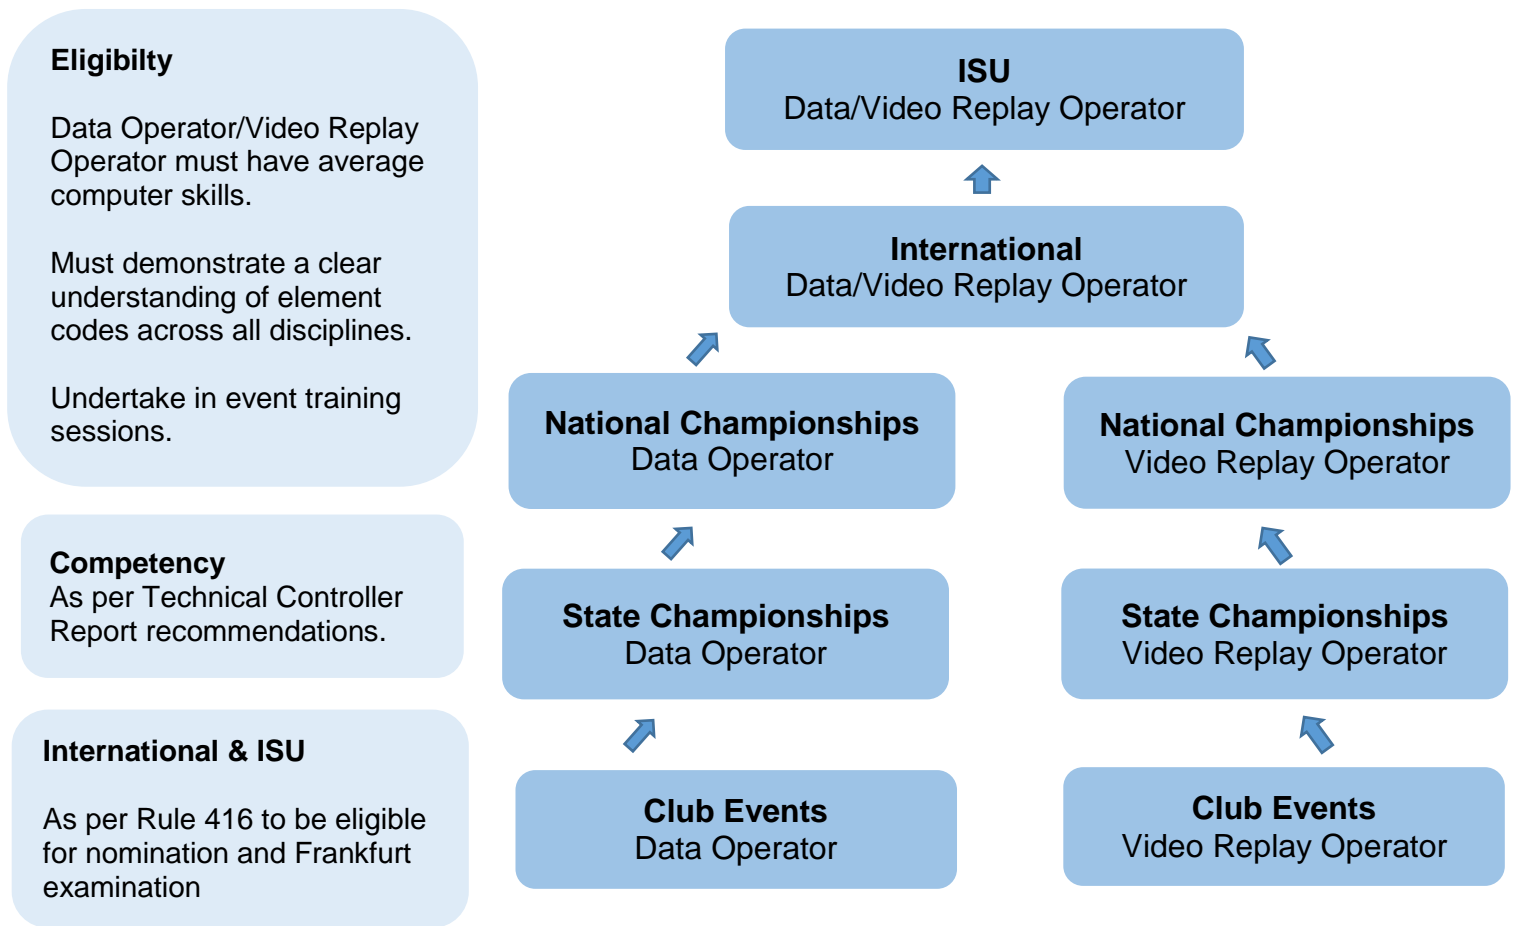 Eligibilty
Data Operator/Video Replay
Operator must have average
computer skills.
Must demonstrate a clear
understanding of element
codes across all disciplines.
Undertake in event training
sessions.
Competency
As per Technical Controller
Report recommendations.
International & ISU
As per Rule 416 to be eligible
for nomination and Frankfurt
examination
ISU
Data/Video Replay Operator
International
Data/Video Replay Operator
National Championships
Data Operator
National Championships
Video Replay Operator
State Championships
Data Operator
State Championships
Video Replay Operator
Club Events
Data Operator
Club Events
Video Replay Operator